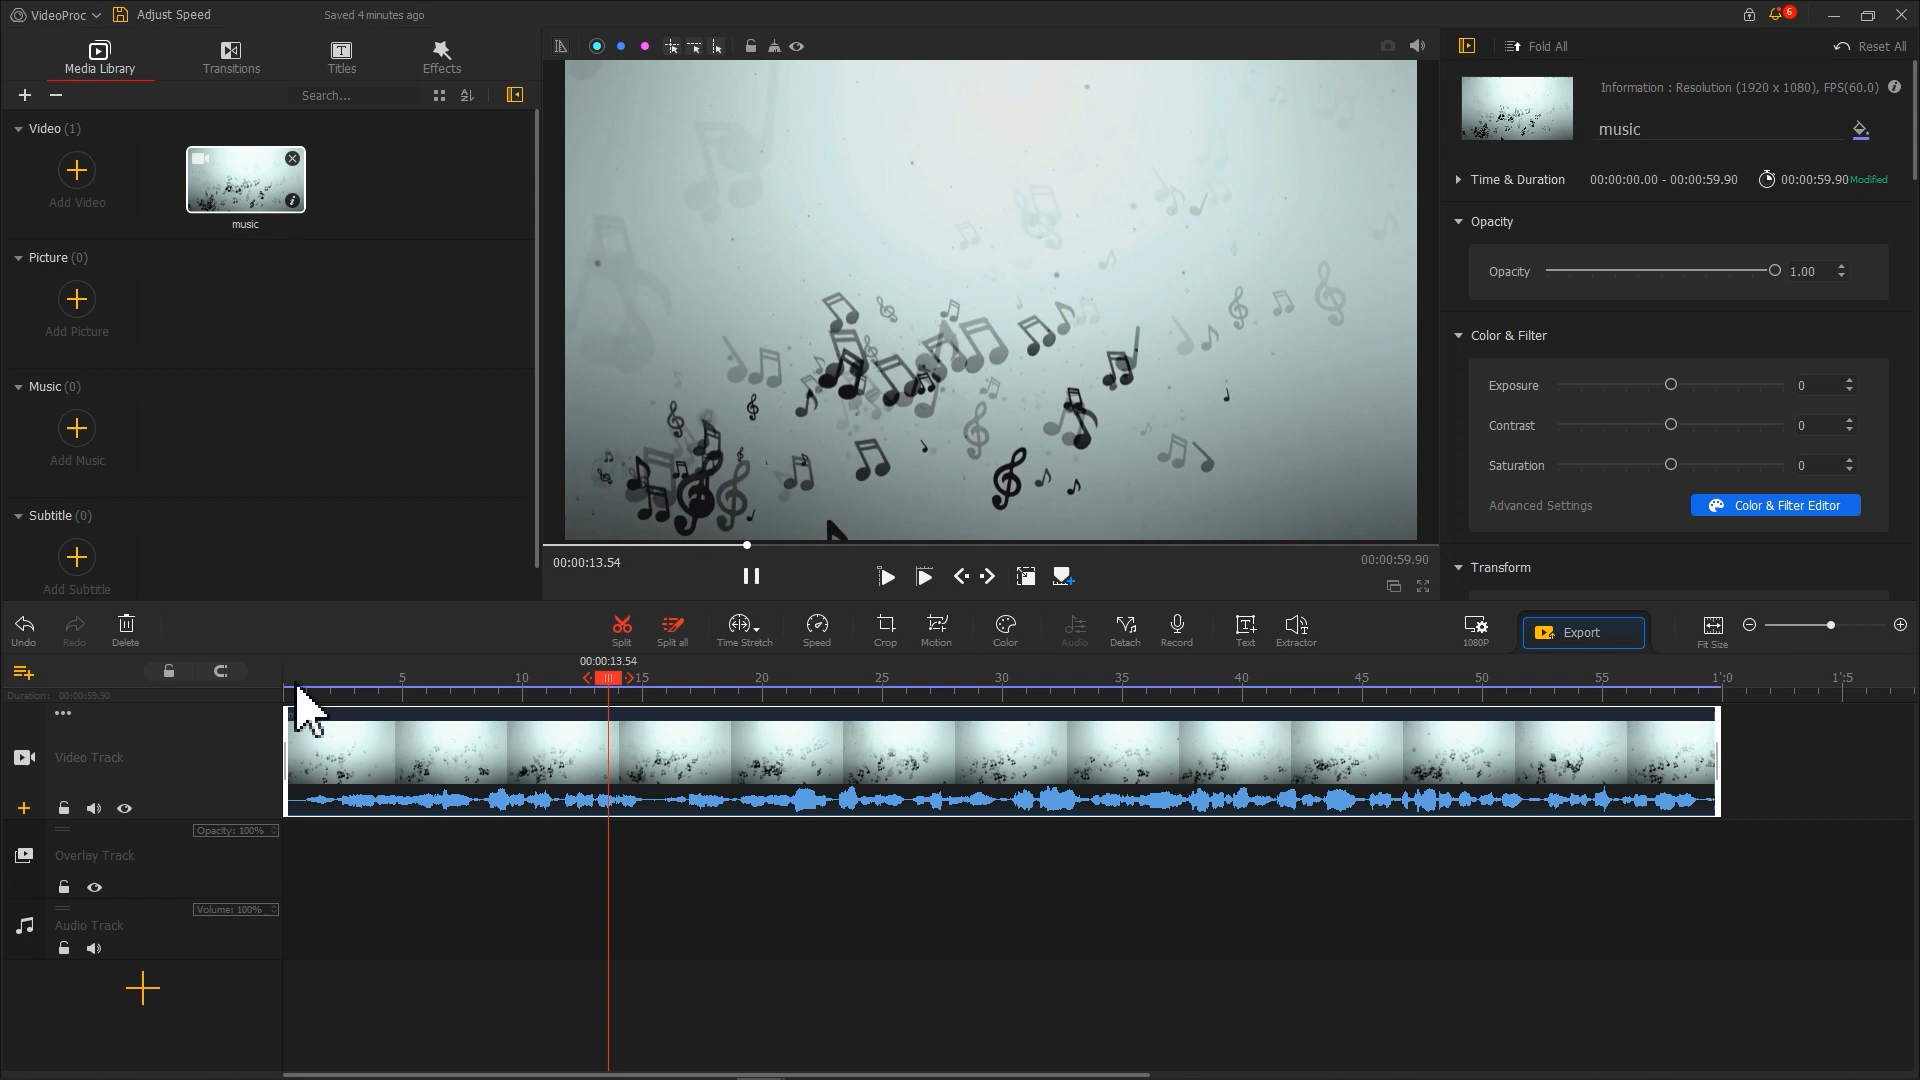 VideoProc
Adjust Speed
Saved 4 minutes ago
6
Media Library
Transitions
Titles
Effects
Search...
Video (1)
Add Video
music
Picture (0)
Add Picture
Music (0)
Add Music
Subtitle (0)
Add Subtitle
00:00:13.54
00:00:59.90
Fold All
Reset All
Information : Resolution (1920 x 1080), FPS(60.0)
music
Time & Duration
00:00:00.00 - 00:00:59.90
00:00:59.90 Modified
Opacity
Opacity
1.00
Color & Filter
Exposure
0
Contrast
0
Saturation
0
Advanced Settings
Color & Filter Editor
Transform
Undo
Redo
Delete
Split
Split all
Time Stretch
Speed
Crop
Motion
Color
Audio
Detach
Record
Text
Extractor
1080P
Export
Fit Size
00:00:13.54
5
10
15
20
25
30
35
40
45
50
55
1':0
1':5
Duration: 00:00:59.90
Video Track
Opacity: 100%
Overlay Track
Volume: 100%
Audio Track